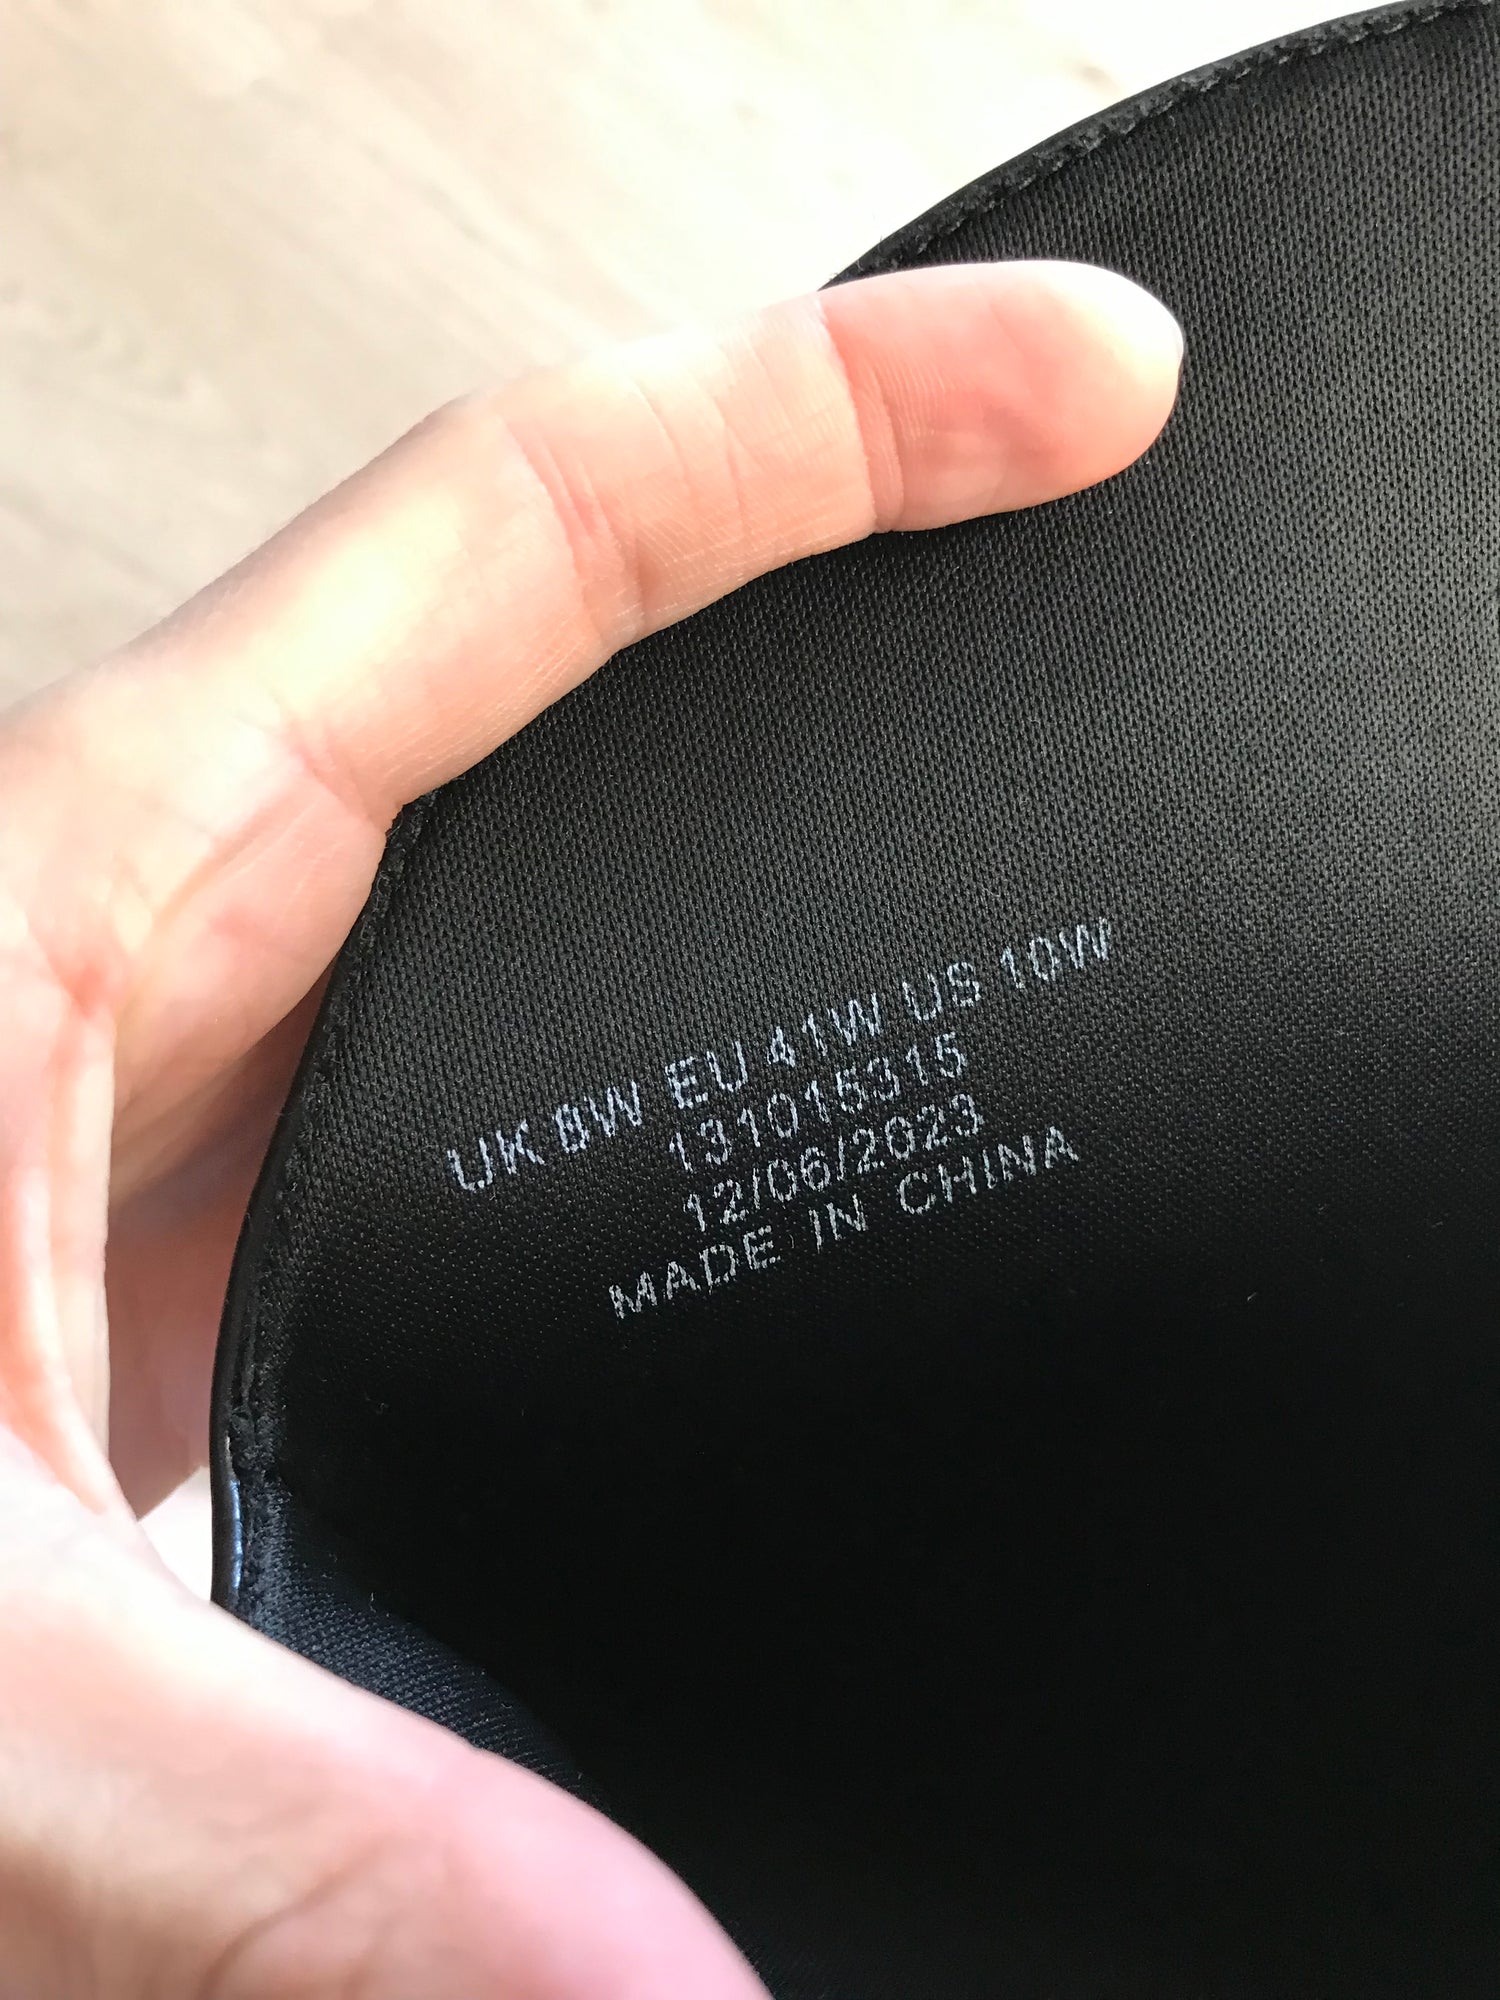 UK 8W EU 41W US 10W
131015315
12/06/2023
MADE IN CHINA